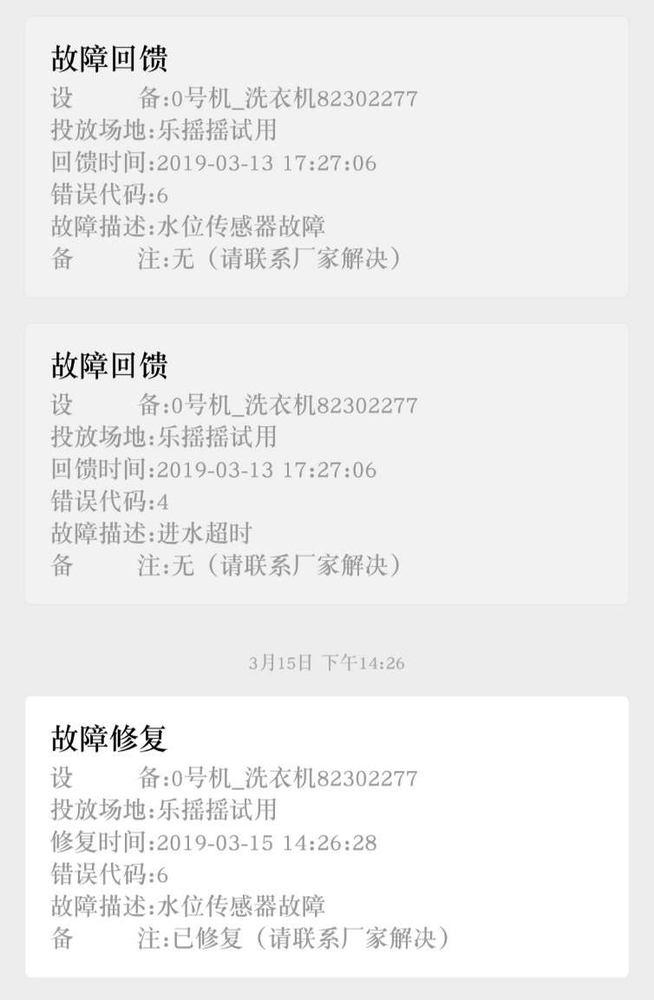 故障回馈
设 备:0号机_洗衣机82302277
投放场地:乐摇摇试用
回馈时间:2019-03-13 17:27:06
错误代码:6
故障描述:水位传感器故障
备 注:无（请联系厂家解决）
故障回馈
设 备:0号机_洗衣机82302277
投放场地:乐摇摇试用
回馈时间:2019-03-13 17:27:06
错误代码:4
故障描述:进水超时
备 注:无（请联系厂家解决）
3月15日 下午14:26
故障修复
设 备:0号机_洗衣机82302277
投放场地:乐摇摇试用
修复时间:2019-03-15 14:26:28
错误代码:6
故障描述:水位传感器故障
备 注:已修复（请联系厂家解决）